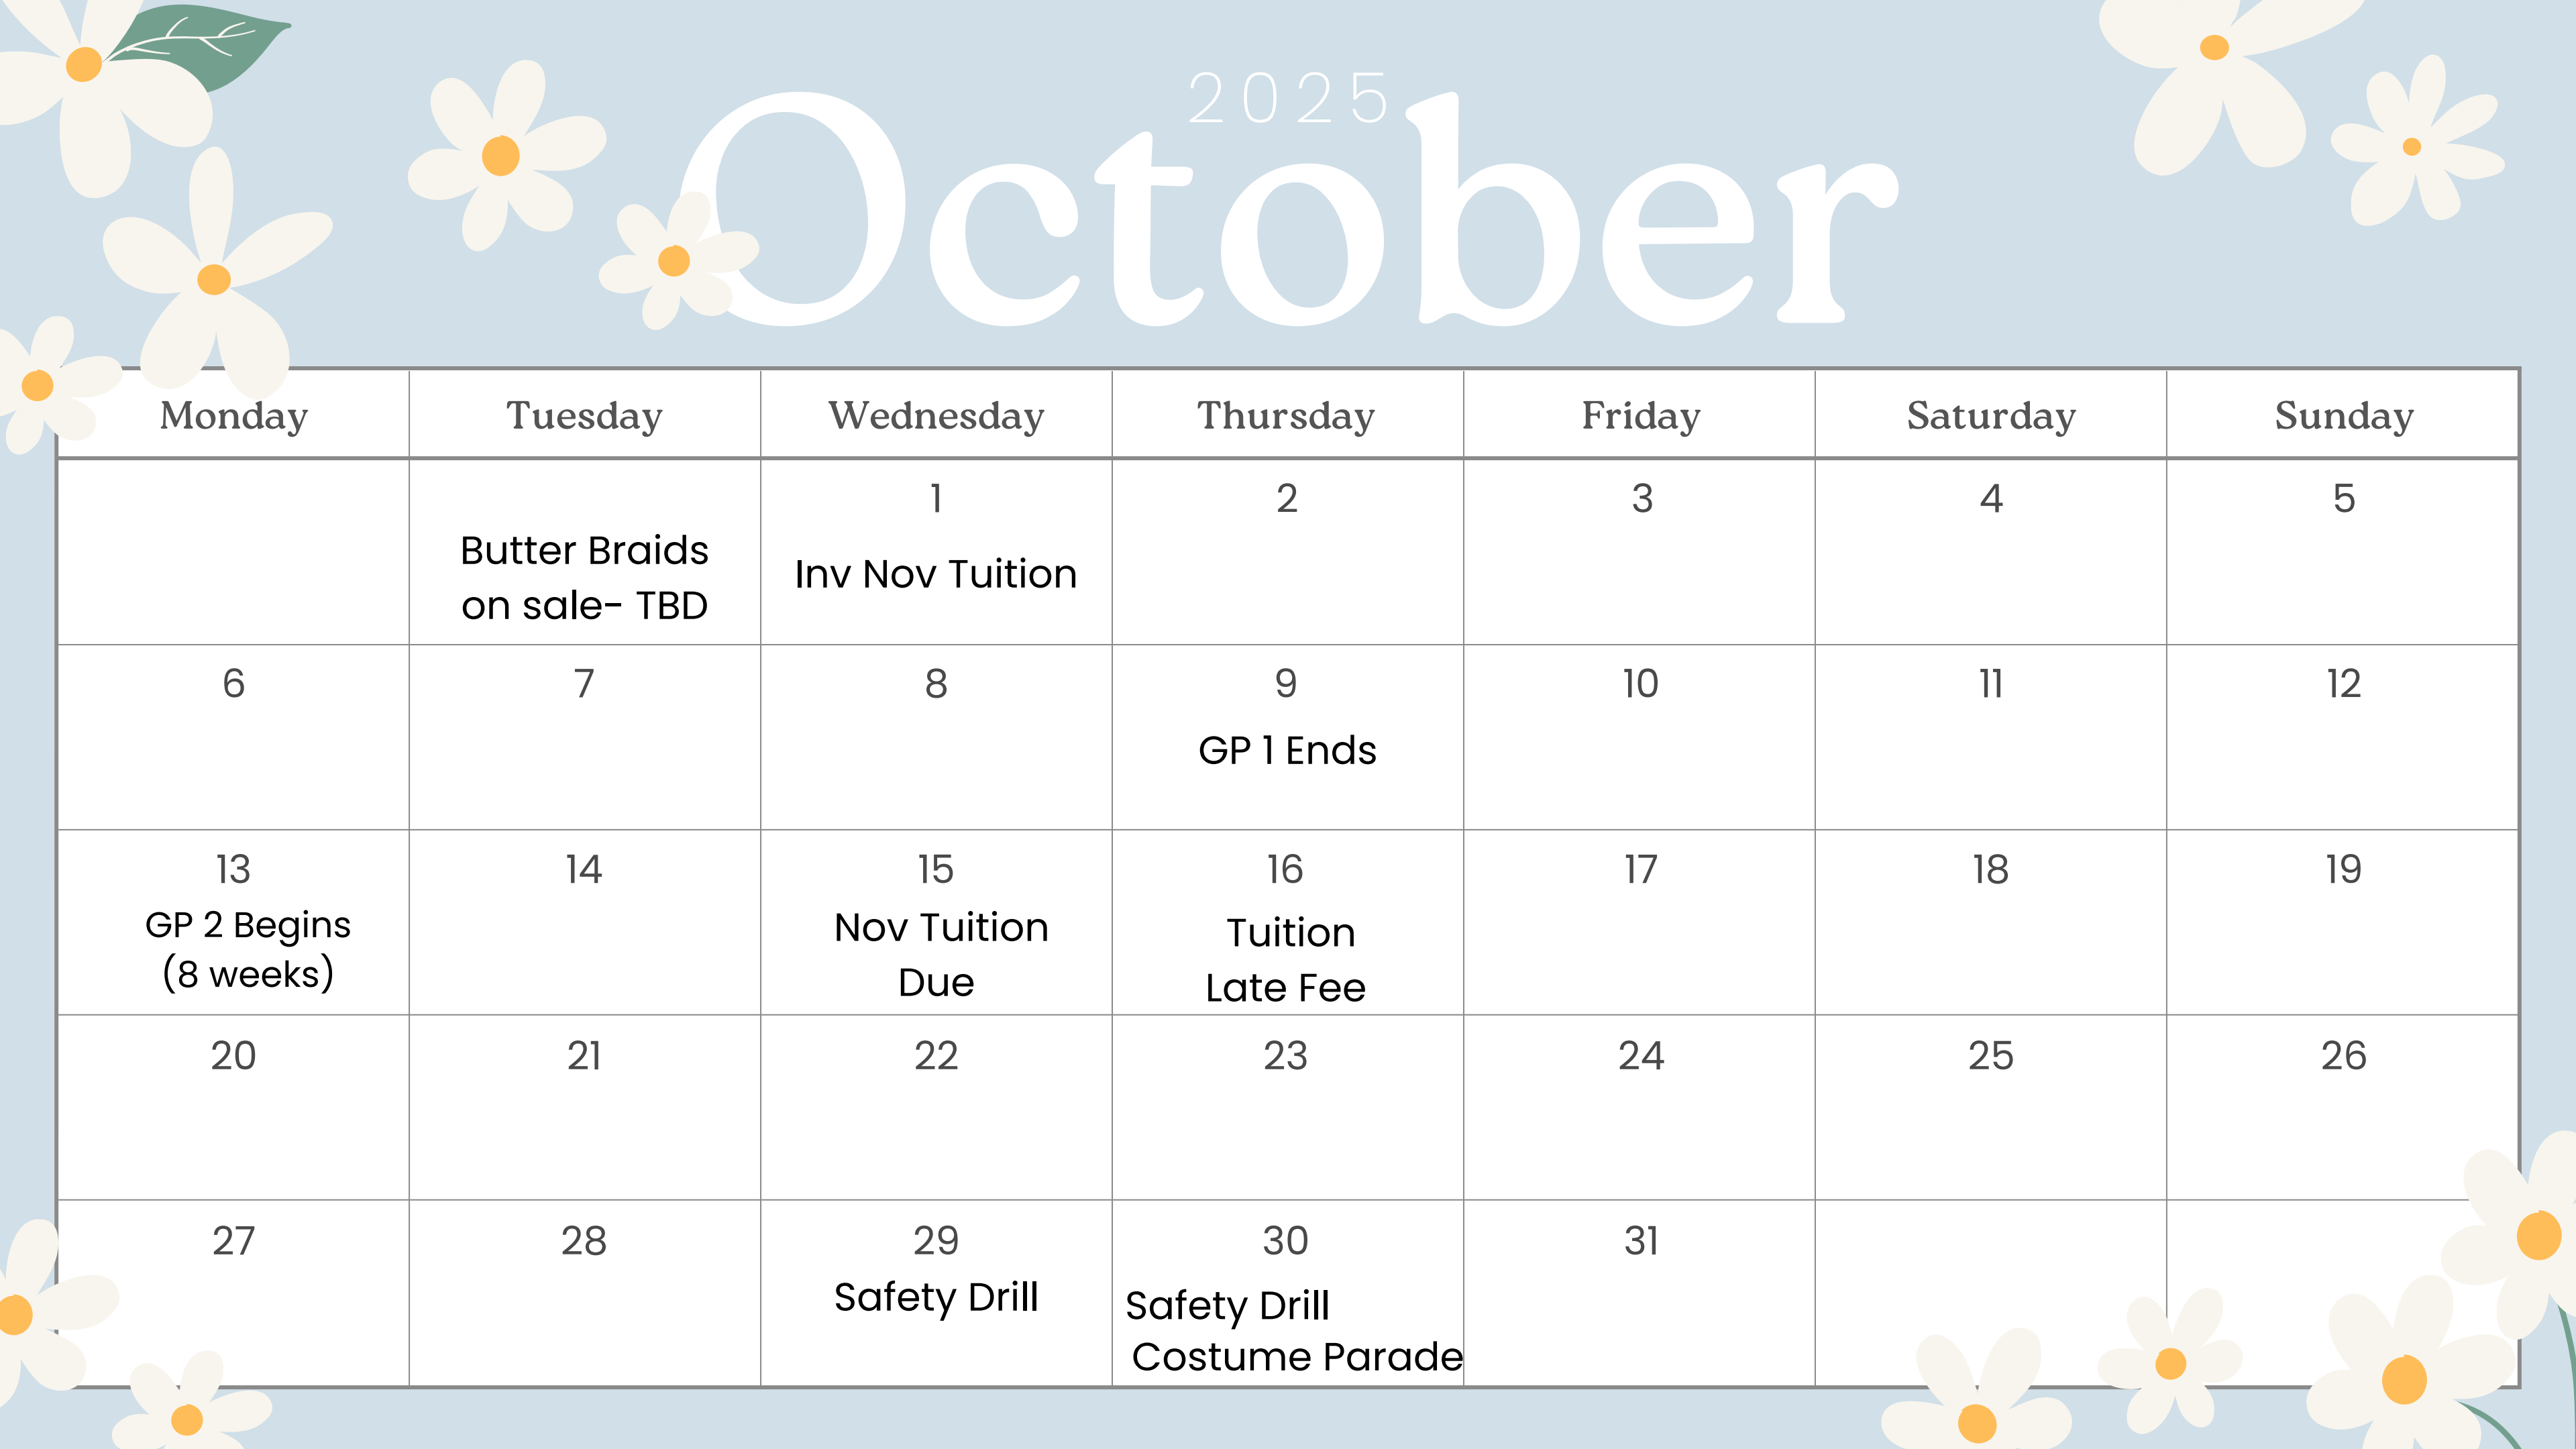 2025
October
Monday Tuesday Wednesday Thursday Friday Saturday Sunday
1 2 3 4 5
Butter Braids
on sale- TBD
Inv Nov Tuition
6 7 8 9 10 11 12
GP 1 Ends
13 14 15 16 17 18 19
GP 2 Begins
(8 weeks)
Nov Tuition
Due
Tuition
Late Fee
20 21 22 23 24 25 26
27 28 29 30 31
Safety Drill
Safety Drill
Costume Parade